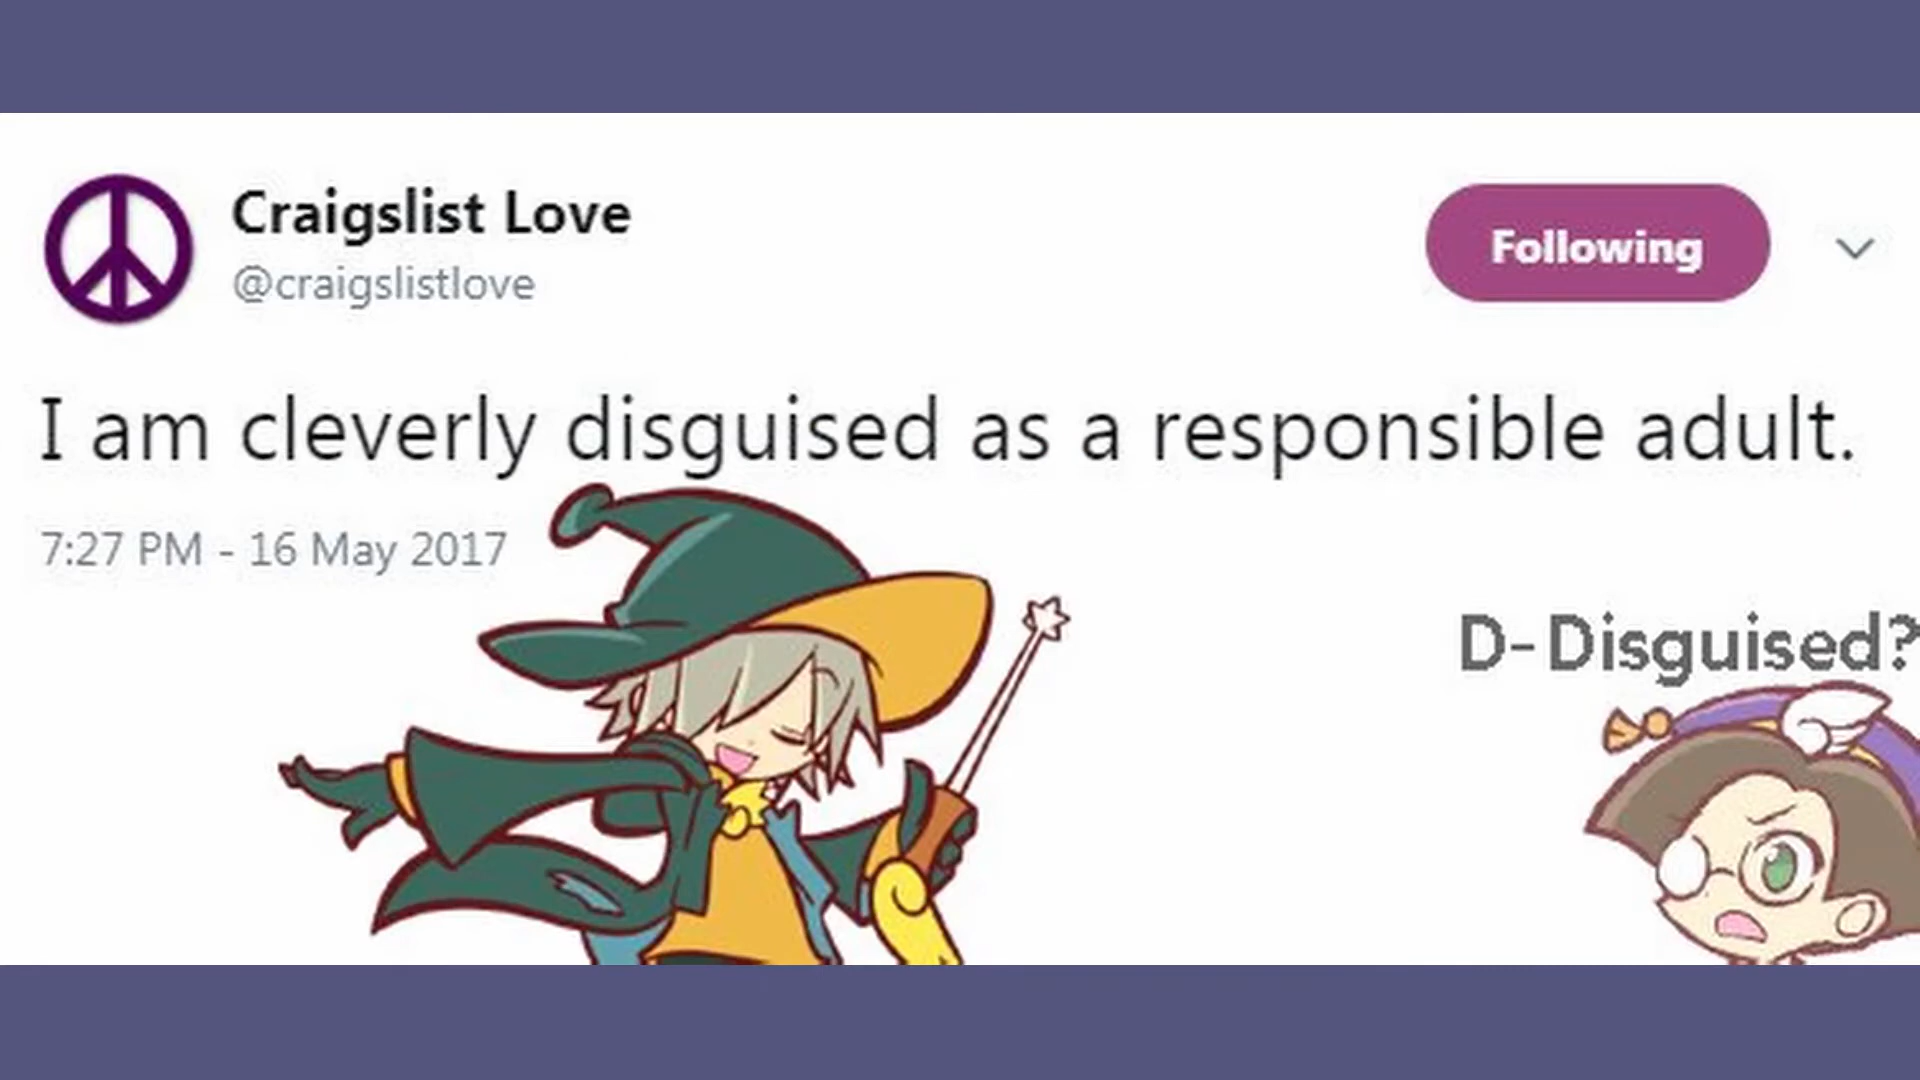 Craigslist Love
@craigslistlove
Following
I am cleverly disguised as a responsible adult.
7:27 PM - 16 May 2017
D-Disguised?